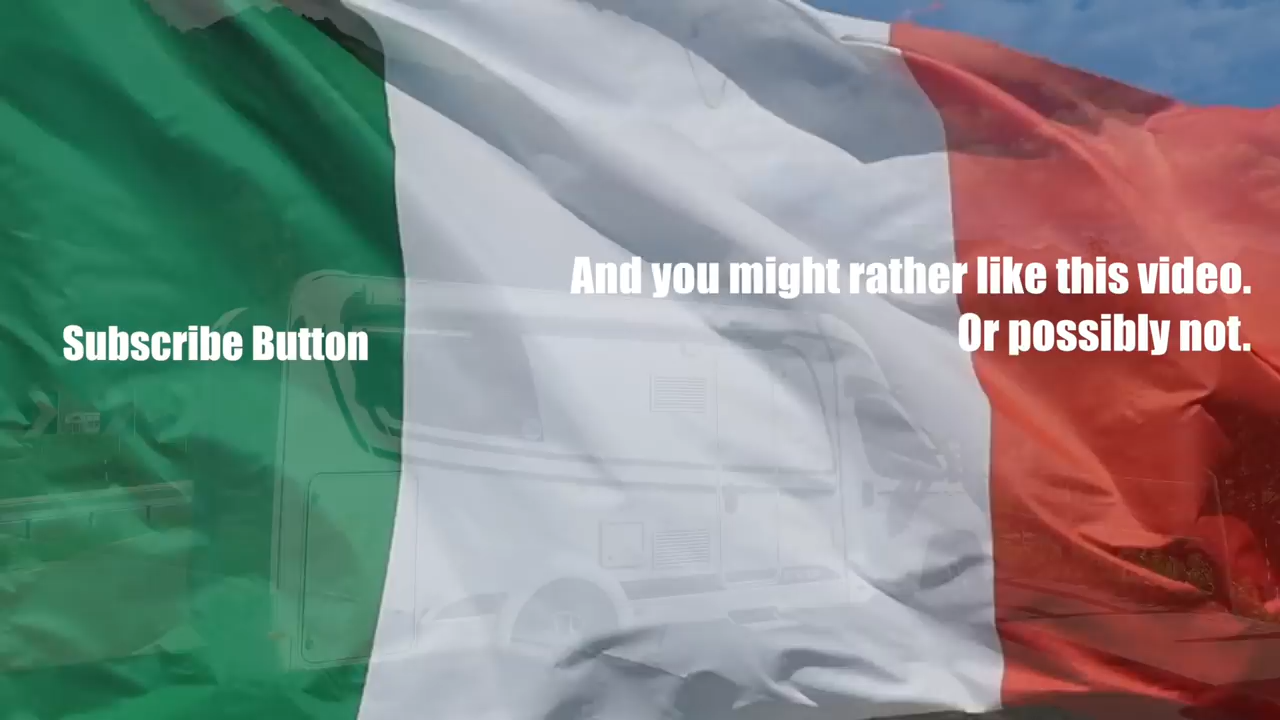 And you might rather like this video.
Or possibly not.
Subscribe Button